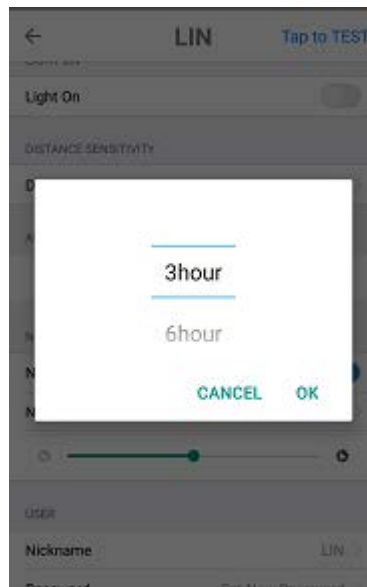 LIN Tap to TEST
Light On
DISTANCE SENSITIVITY
D
3hour
6hour
N
CANCEL OK
N
USER
Nickname LIN